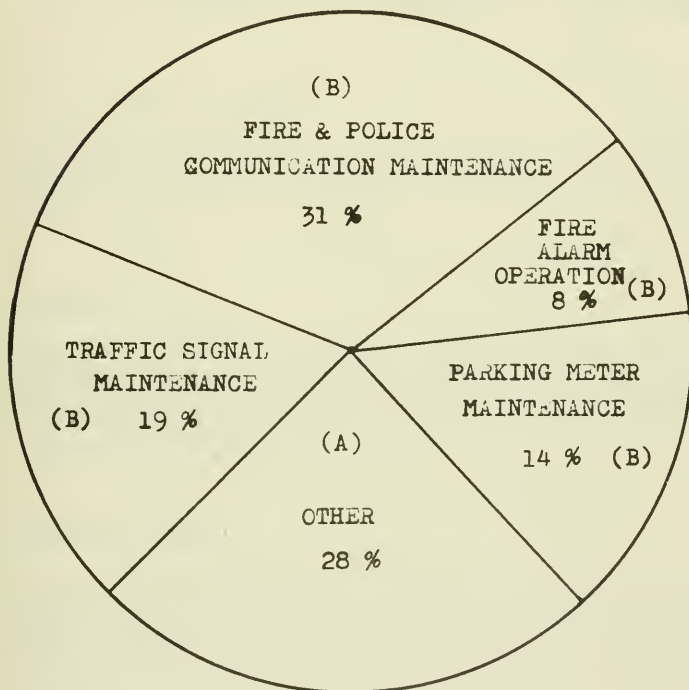 (B)
FIRE & POLICE
COMMUNICATION MAINTENANCE
31 %
FIRE
ALARM
OPERATION
8 % (B)
TRAFFIC SIGNAL
MAINTENANCE
(B) 19 %
PARKING METER
MAINTENANCE
14 % (B)
(A)
OTHER
28 %